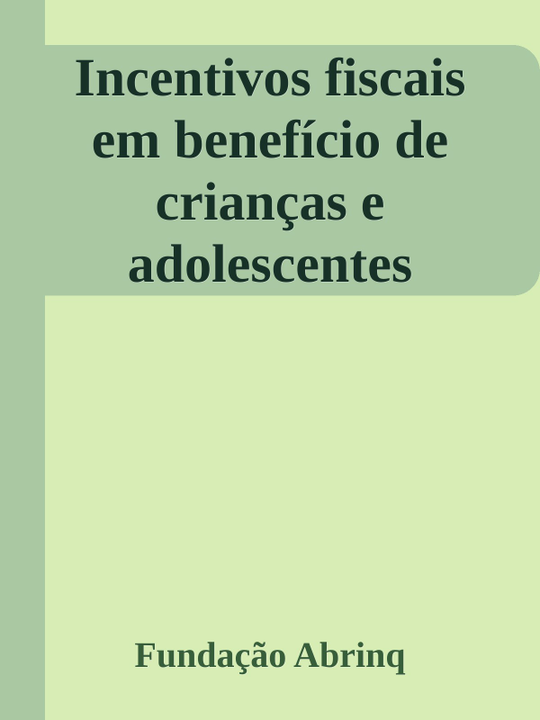 Incentivos fiscais
em benefício de
crianças e
adolescentes
Fundação Abrinq